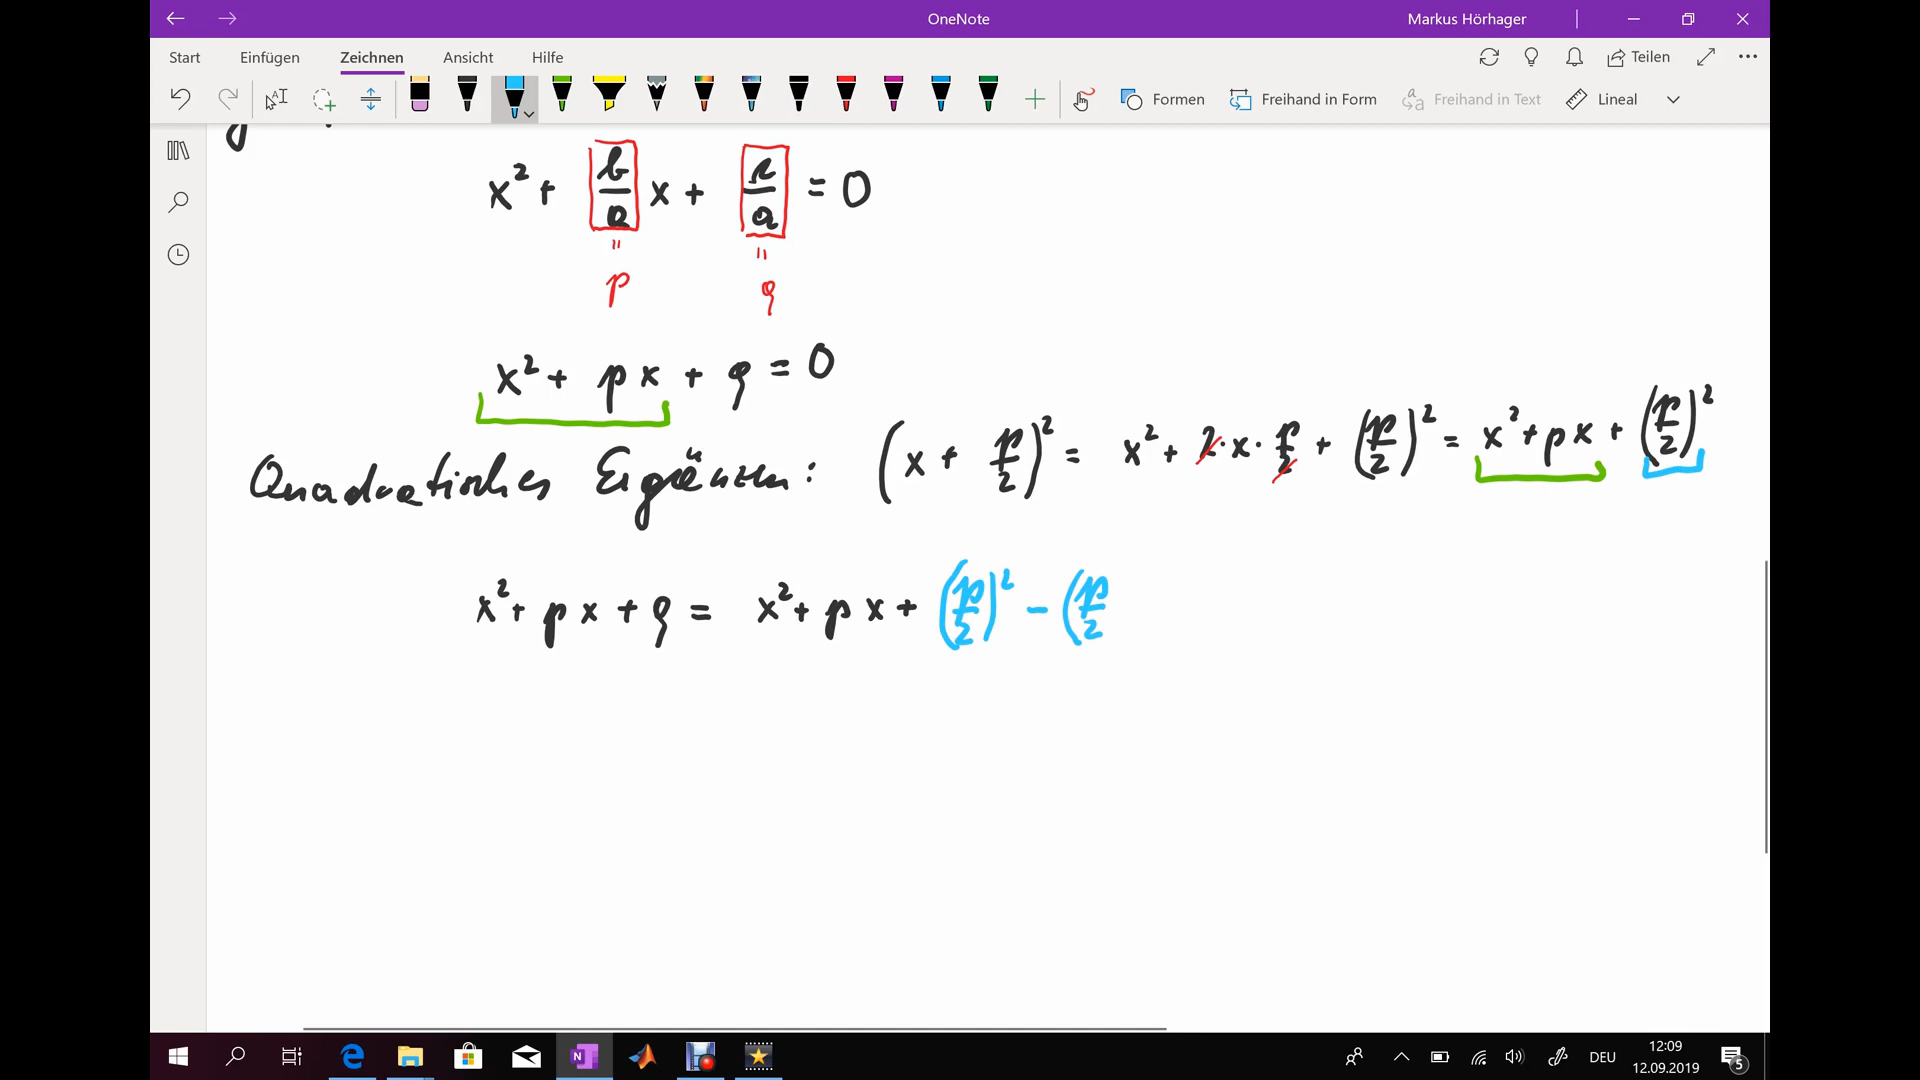 OneNote
Markus Hörhager
Start Einfügen Zeichnen Ansicht Hilfe
Teilen
Formen Freihand in Form Freihand in Text Lineal
x² + b/a x + c/a = 0
" "
p q
x² + px + q = 0
Quadratisches Ergänzen: (x + p/2)² = x² + 2·x·p/2 + (p/2)² = x² + px + (p/2)²
x² + px + q = x² + px + (p/2)² - (p/2
DEU
12:09
12.09.2019
5